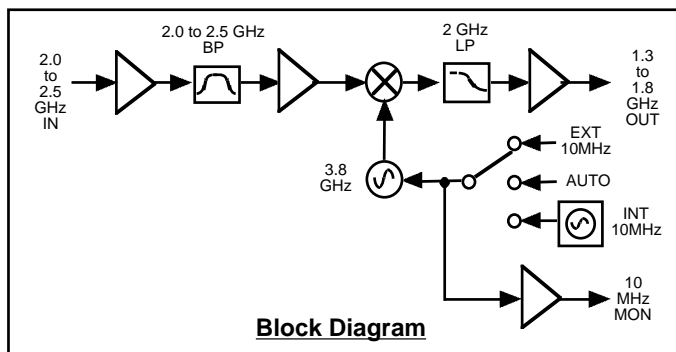 2.0 to 2.5 GHz
BP
2 GHz
LP
2.0
to
2.5
GHz
IN
1.3
to
1.8
GHz
OUT
3.8
GHz
EXT
10MHz
AUTO
INT
10MHz
10
MHz
MON
Block Diagram